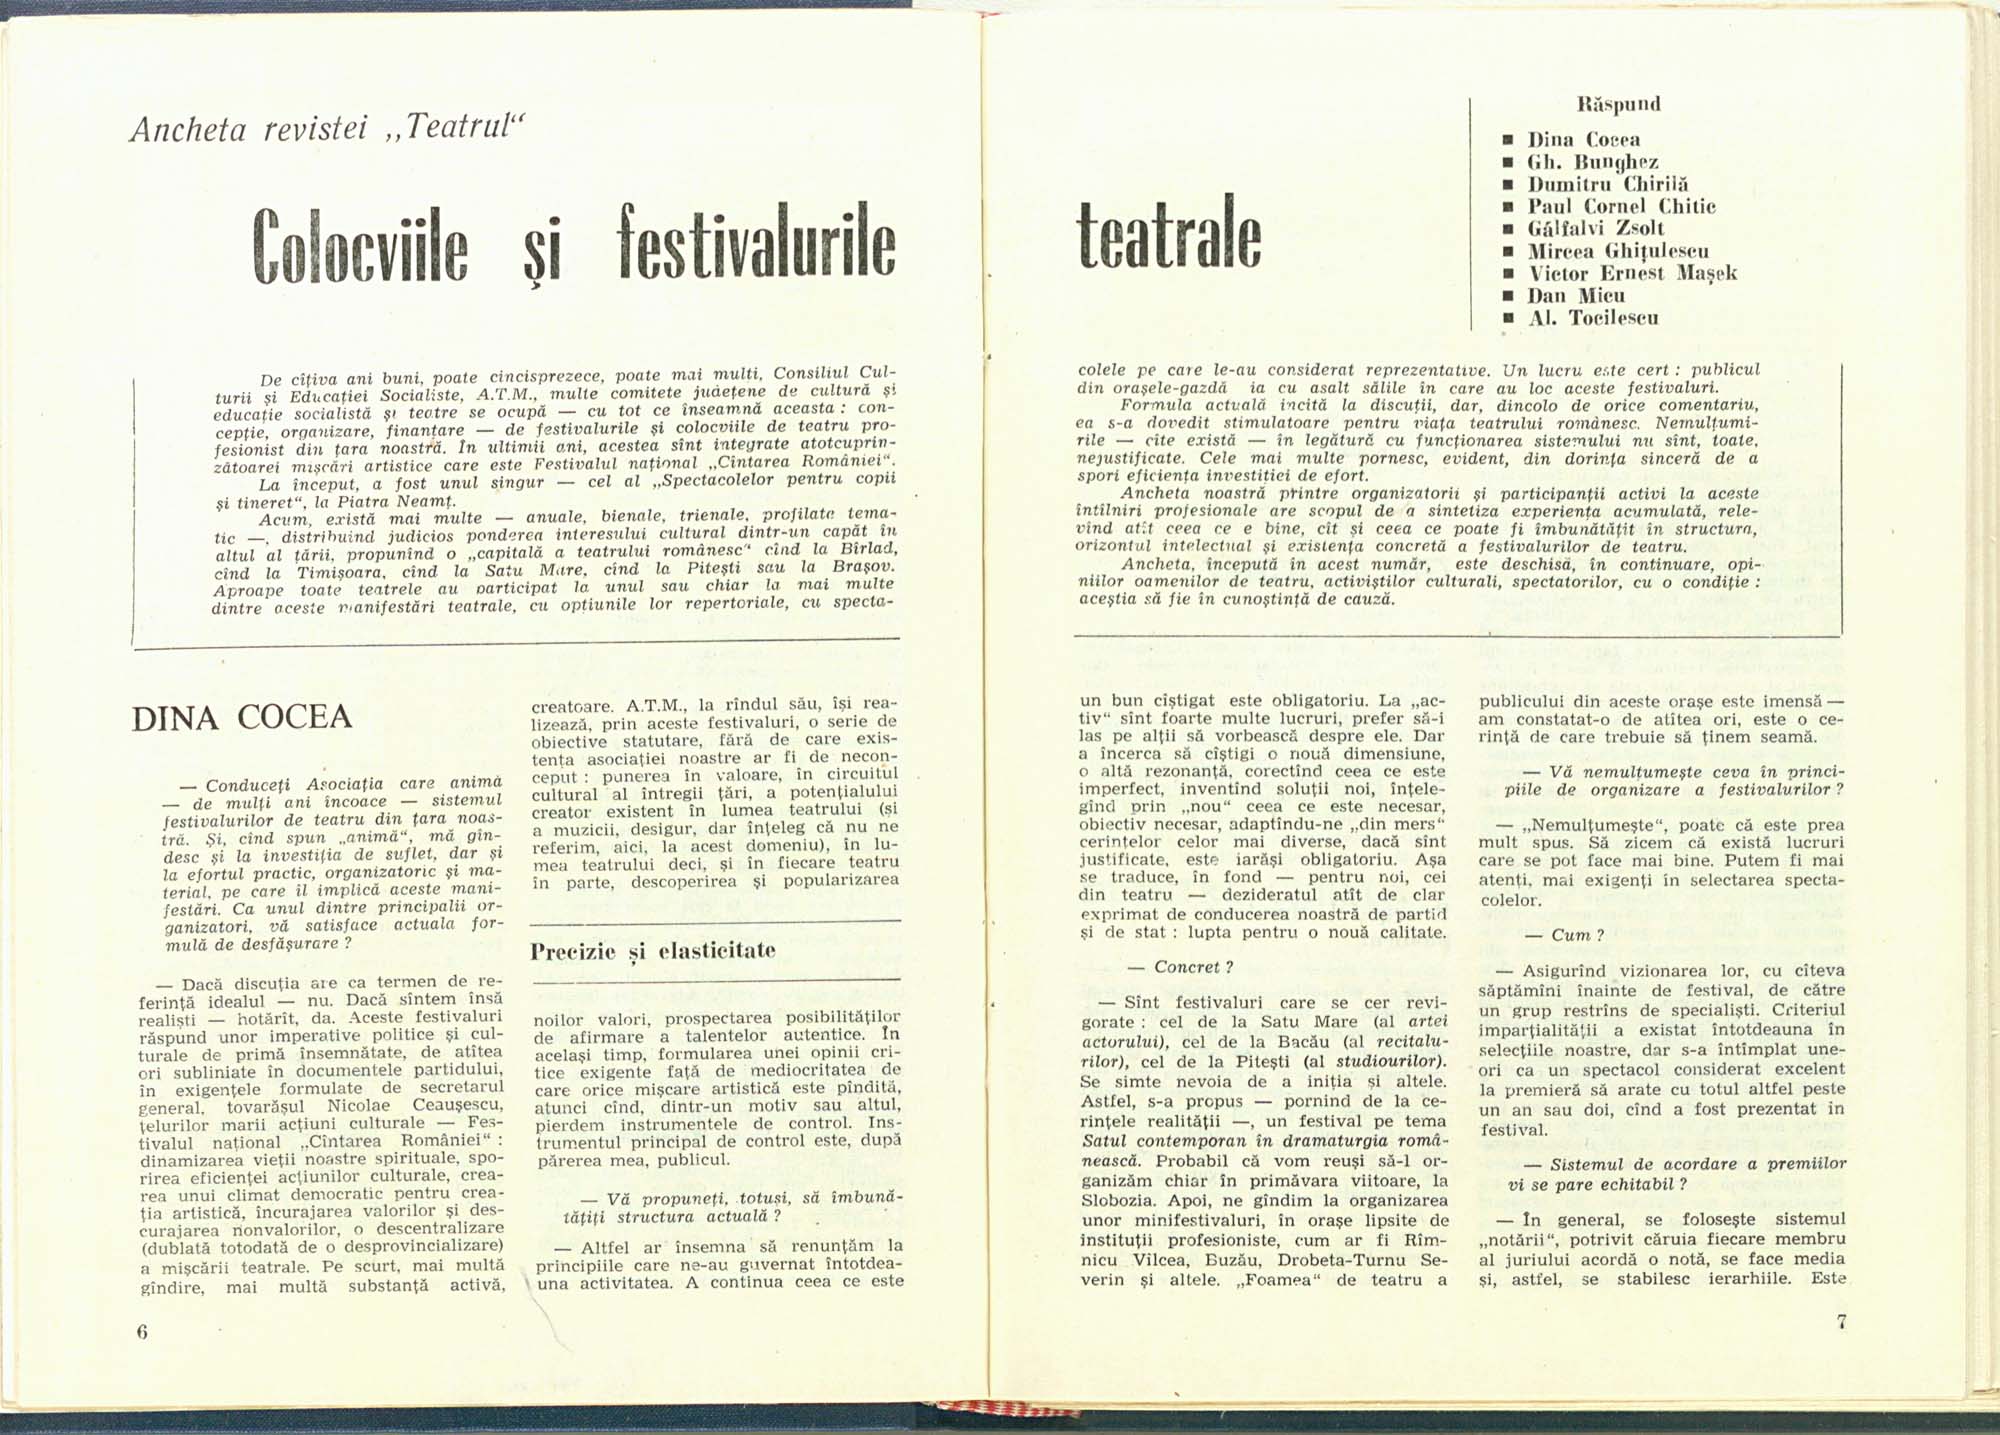 Ancheta revistei „Teatrul“
Colocviile și festivalurile
De cîțiva ani buni, poate cincisprezece, poate mai mulți, Consiliul Cul-
turii și Educației Socialiste, A.T.M., multe comitete județene de cultură și
educație socialistă și teatre se ocupă — cu tot ce înseamnă aceasta : con-
cepție, organizare, finanțare — de festivalurile și colocviile de teatru pro-
fesionist din țara noastră. În ultimii ani, acestea sînt integrate atotcuprin-
zătoarei mișcări artistice care este Festivalul național „Cîntarea României“.
La început, a fost unul singur — cel al „Spectacolelor pentru copii
și tineret“, la Piatra Neamț.
Acum, există mai multe — anuale, bienale, trienale, profilate tema-
tic —, distribuind judicios ponderea interesului cultural dintr-un capăt în
altul al țării, propunînd o „capitală a teatrului românesc“ cînd la Bîrlad,
cînd la Timișoara, cînd la Satu Mare, cînd la Pitești sau la Brașov.
Aproape toate teatrele au participat la unul sau chiar la mai multe
dintre aceste manifestări teatrale, cu opțiunile lor repertoriale, cu specta-
DINA COCEA
— Conduceți Asociația care animă
— de mulți ani încoace — sistemul
festivalurilor de teatru din țara noas-
tră. Și, cînd spun „animă“, mă gîn-
desc și la investiția de suflet, dar și
la efortul practic, organizatoric și ma-
terial, pe care îl implică aceste mani-
festări. Ca unul dintre principalii or-
ganizatori, vă satisface actuala for-
mulă de desfășurare ?
— Dacă discuția are ca termen de re-
ferință idealul — nu. Dacă sîntem însă
realiști — hotărît, da. Aceste festivaluri
răspund unor imperative politice și cul-
turale de primă însemnătate, de atîtea
ori subliniate în documentele partidului,
în exigențele formulate de secretarul
general, tovarășul Nicolae Ceaușescu,
țelurilor marii acțiuni culturale — Fes-
tivalul național „Cîntarea României“ :
dinamizarea vieții noastre spirituale, spo-
rirea eficienței acțiunilor culturale, crea-
rea unui climat democratic pentru crea-
ția artistică, încurajarea valorilor și des-
curajarea nonvalorilor, o descentralizare
(dublată totodată de o desprovincializare)
a mișcării teatrale. Pe scurt, mai multă
gîndire, mai multă substanță activă,
creatoare. A.T.M., la rîndul său, își rea-
lizează, prin aceste festivaluri, o serie de
obiective statutare, fără de care exis-
tența asociației noastre ar fi de necon-
ceput : punerea în valoare, în circuitul
cultural al întregii țări, a potențialului
creator existent în lumea teatrului (și
a muzicii, desigur, dar înțeleg că nu ne
referim, aici, la acest domeniu), în lu-
mea teatrului deci, și în fiecare teatru
în parte, descoperirea și popularizarea
Precizie și elasticitate
noilor valori, prospectarea posibilităților
de afirmare a talentelor autentice. În
același timp, formularea unei opinii cri-
tice exigente față de mediocritatea de
care orice mișcare artistică este pîndită,
atunci cînd, dintr-un motiv sau altul,
pierdem instrumentele de control. Ins-
trumentul principal de control este, după
părerea mea, publicul.
— Vă propuneți, totuși, să îmbună-
tățiți structura actuală ?
— Altfel ar însemna să renunțăm la
principiile care ne-au guvernat întotdea-
una activitatea. A continua ceea ce este
6
teatrale
Răspund
■ Dina Cocea
■ Gh. Bunghez
■ Dumitru Chirilă
■ Paul Cornel Chitic
■ Gálfalvi Zsolt
■ Mircea Ghițulescu
■ Victor Ernest Mașek
■ Dan Micu
■ Al. Tocilescu
colele pe care le-au considerat reprezentative. Un lucru este cert : publicul
din orașele-gazdă ia cu asalt sălile în care au loc aceste festivaluri.
Formula actuală incită la discuții, dar, dincolo de orice comentariu,
ea s-a dovedit stimulatoare pentru viața teatrului românesc. Nemulțumi-
rile — cîte există — în legătură cu funcționarea sistemului nu sînt, toate,
nejustificate. Cele mai multe pornesc, evident, din dorința sinceră de a
spori eficiența investiției de efort.
Ancheta noastră printre organizatorii și participanții activi la aceste
întîlniri profesionale are scopul de a sintetiza experiența acumulată, rele-
vînd atît ceea ce e bine, cît și ceea ce poate fi îmbunătățit în structura,
orizontul intelectual și existența concretă a festivalurilor de teatru.
Ancheta, începută în acest număr, este deschisă, în continuare, opi-
niilor oamenilor de teatru, activiștilor culturali, spectatorilor, cu o condiție :
aceștia să fie în cunoștință de cauză.
un bun cîștigat este obligatoriu. La „ac-
tiv“ sînt foarte multe lucruri, prefer să-i
las pe alții să vorbească despre ele. Dar
a încerca să cîștigi o nouă dimensiune,
o altă rezonanță, corectînd ceea ce este
imperfect, inventînd soluții noi, înțele-
gînd prin „nou“ ceea ce este necesar,
obiectiv necesar, adaptîndu-ne „din mers“
cerințelor celor mai diverse, dacă sînt
justificate, este iarăși obligatoriu. Așa
se traduce, în fond — pentru noi, cei
din teatru — dezideratul atît de clar
exprimat de conducerea noastră de partid
și de stat : lupta pentru o nouă calitate.
— Concret ?
— Sînt festivaluri care se cer revi-
gorate : cel de la Satu Mare (al artei
actorului), cel de la Bacău (al recitalu-
rilor), cel de la Pitești (al studiourilor).
Se simte nevoia de a iniția și altele.
Astfel, s-a propus — pornind de la ce-
rințele realității —, un festival pe tema
Satul contemporan în dramaturgia româ-
nească. Probabil că vom reuși să-l or-
ganizăm chiar în primăvara viitoare, la
Slobozia. Apoi, ne gîndim la organizarea
unor minifestivaluri, în orașe lipsite de
instituții profesioniste, cum ar fi Rîm-
nicu Vîlcea, Buzău, Drobeta-Turnu Se-
verin și altele. „Foamea“ de teatru a
publicului din aceste orașe este imensă —
am constatat-o de atîtea ori, este o ce-
rință de care trebuie să ținem seamă.
— Vă nemulțumește ceva în princi-
piile de organizare a festivalurilor ?
— „Nemulțumește“, poate că este prea
mult spus. Să zicem că există lucruri
care se pot face mai bine. Putem fi mai
atenți, mai exigenți în selectarea specta-
colelor.
— Cum ?
— Asigurînd vizionarea lor, cu cîteva
săptămîni înainte de festival, de către
un grup restrîns de specialiști. Criteriul
imparțialității a existat întotdeauna în
selecțiile noastre, dar s-a întîmplat une-
ori ca un spectacol considerat excelent
la premieră să arate cu totul altfel peste
un an sau doi, cînd a fost prezentat in
festival.
— Sistemul de acordare a premiilor
vi se pare echitabil ?
— În general, se folosește sistemul
„notării“, potrivit căruia fiecare membru
al juriului acordă o notă, se face media
și, astfel, se stabilesc ierarhiile. Este
7